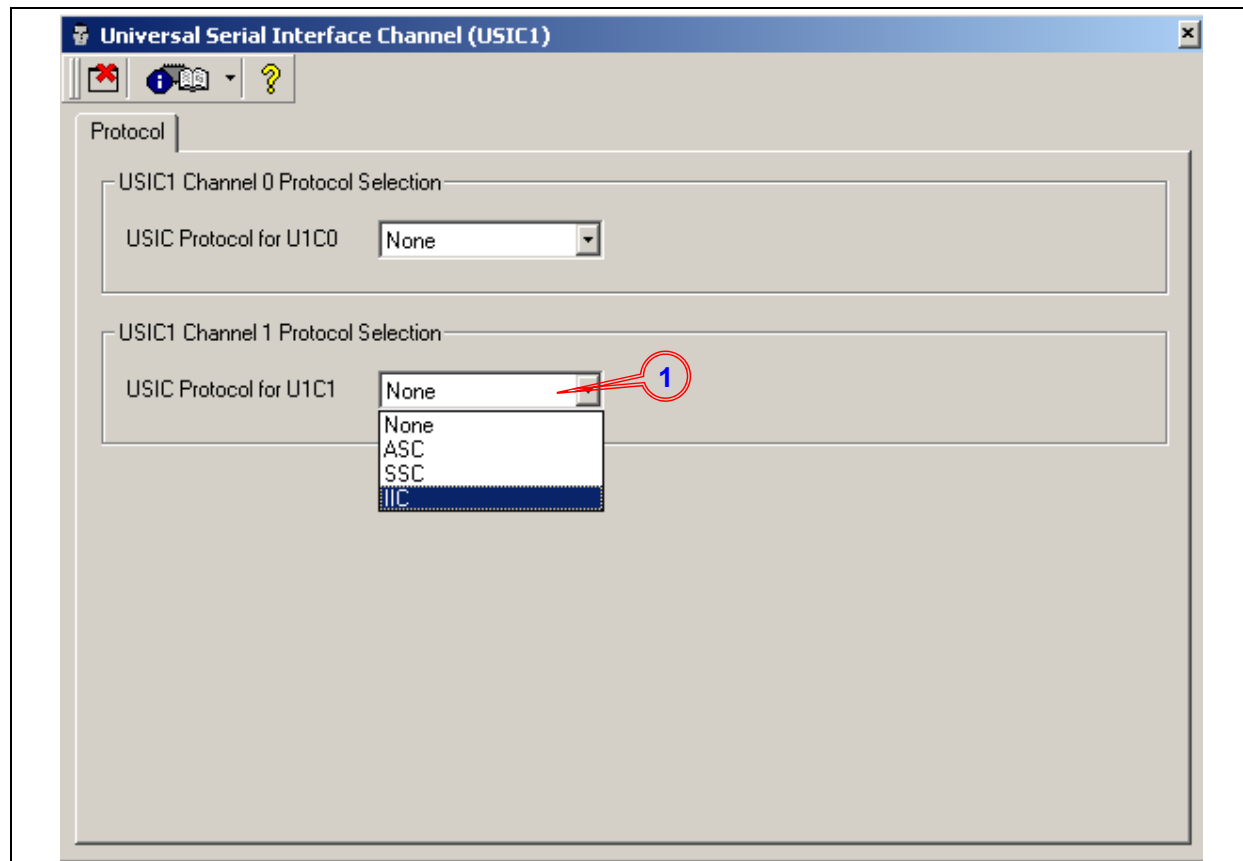 Universal Serial Interface Channel (USIC1)
Protocol
USIC1 Channel 0 Protocol Selection
USIC Protocol for U1C0 None
USIC1 Channel 1 Protocol Selection
USIC Protocol for U1C1 None 1
None
ASC
SSC
IIC